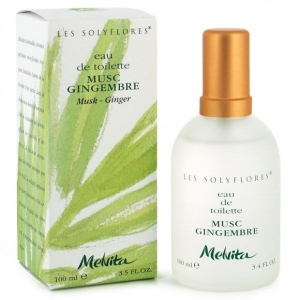 LES SOLYFLORES®
eau
de toilette
MUSC
GINGEMBRE
Musk - Ginger
Melvita
100 ml e 3.5 FL.OZ.
LES SOLYFLORES®
eau
de
toilette
MUSC
GINGEMBRE
Melvita
100 ml e 3.4 FL.OZ.